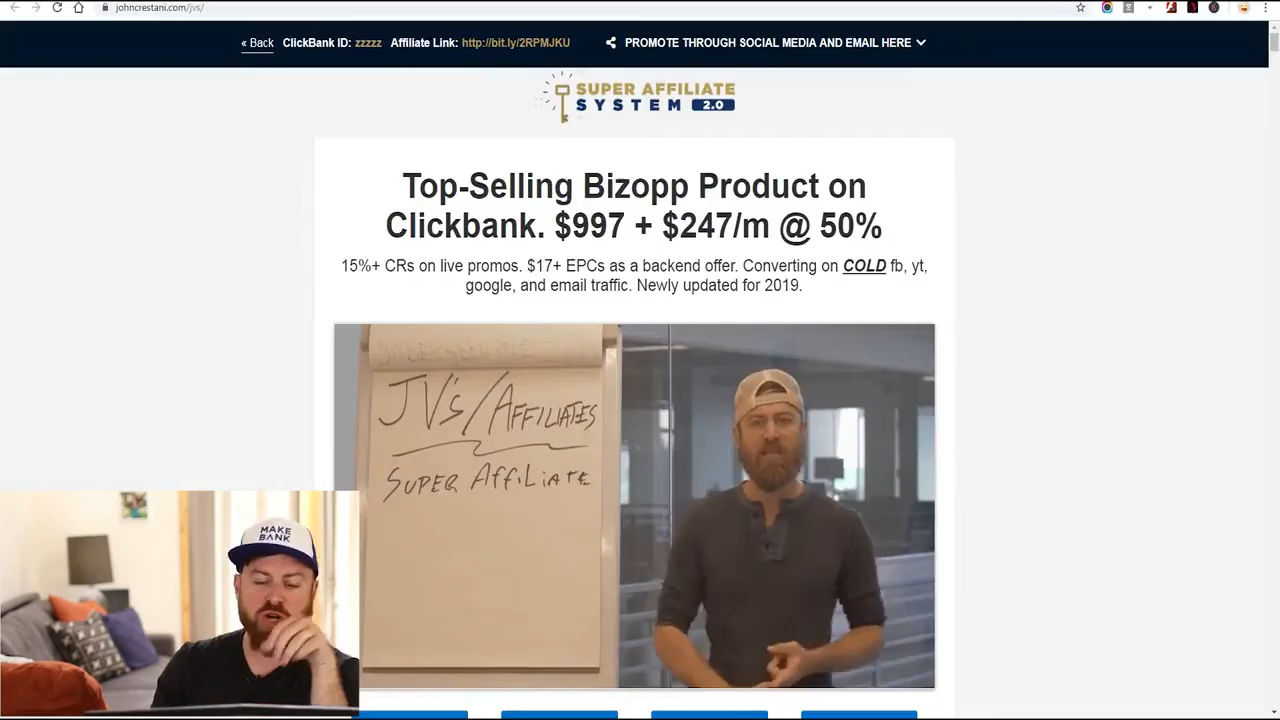 johncrestani.com/jvs/
« Back ClickBank ID: zzzzz Affiliate Link: http://bit.ly/2RPMJKU PROMOTE THROUGH SOCIAL MEDIA AND EMAIL HERE
SUPER AFFILIATE
SYSTEM 2.0
Top-Selling Bizopp Product on
Clickbank. $997 + $247/m @ 50%
15%+ CRs on live promos. $17+ EPCs as a backend offer. Converting on COLD fb, yt,
google, and email traffic. Newly updated for 2019.
JV's/AFFILIATES
SUPER AFFILIATE
MAKE
BANK